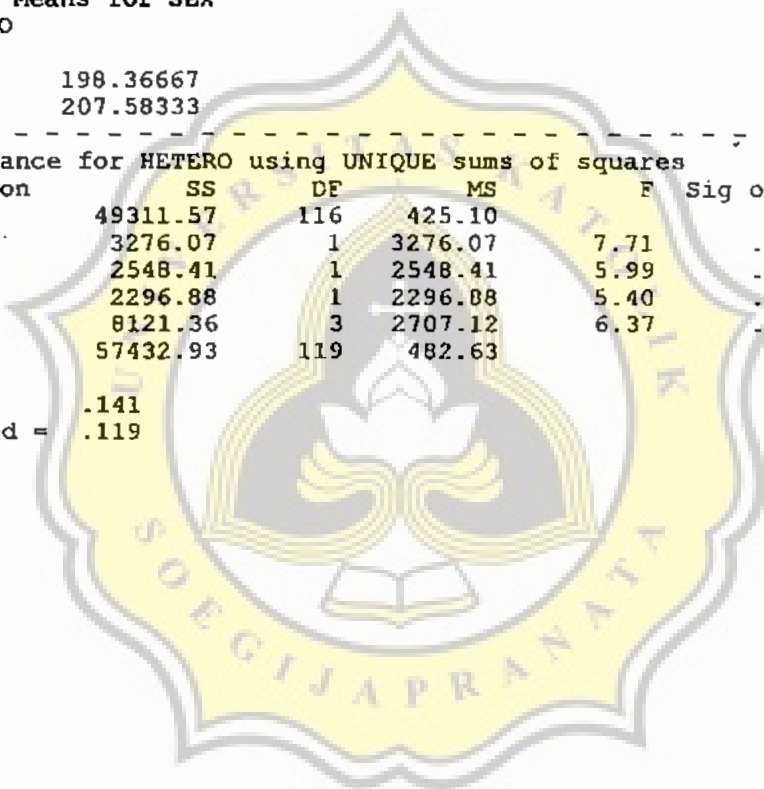 Means for SEX
O
198.36667
207.58333
- - - - - - - - - - - - - - - - - - - - - - - - - - -
ance for HETERO using UNIQUE sums of squares
on SS DF MS F Sig o
49311.57 116 425.10
3276.07 1 3276.07 7.71 .
2548.41 1 2548.41 5.99 .
2296.88 1 2296.88 5.40 .
8121.36 3 2707.12 6.37 .
57432.93 119 482.63
.141
d = .119
UNIVERSITAS KATOLIK
SOEGIJAPRANATA